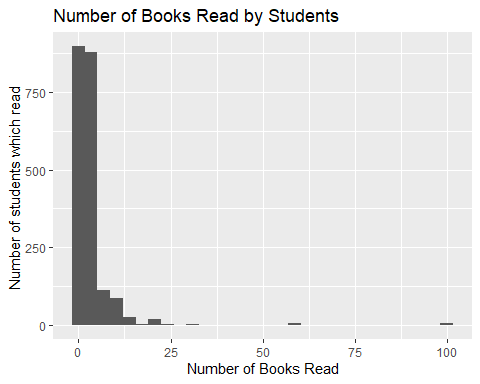 Number of Books Read by Students
Number of students which read
750
500
250
0
0 25 50 75 100
Number of Books Read